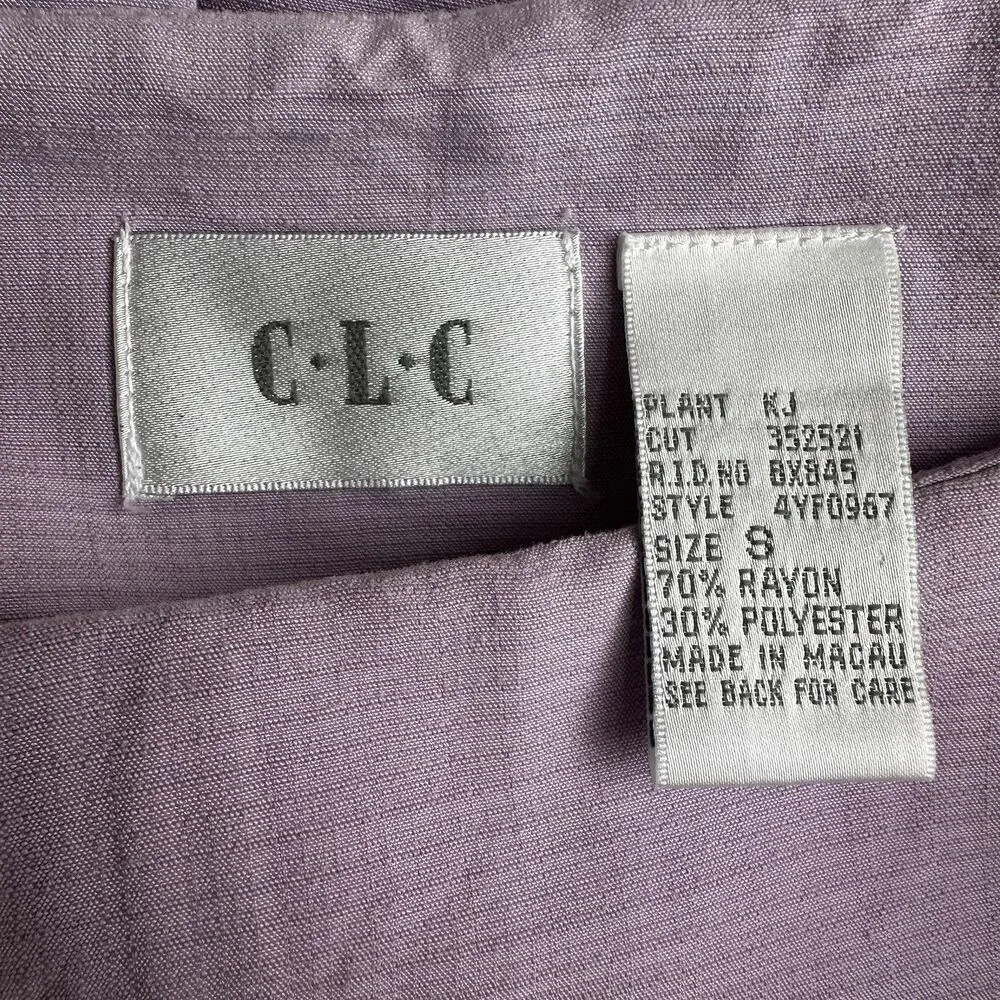 C·L·C
PLANT KJ
CUT 352521
R.I.D.NO BX845
STYLE 4YF0967
SIZE S
70% RAYON
30% POLYESTER
MADE IN MACAU
SEE BACK FOR CARE